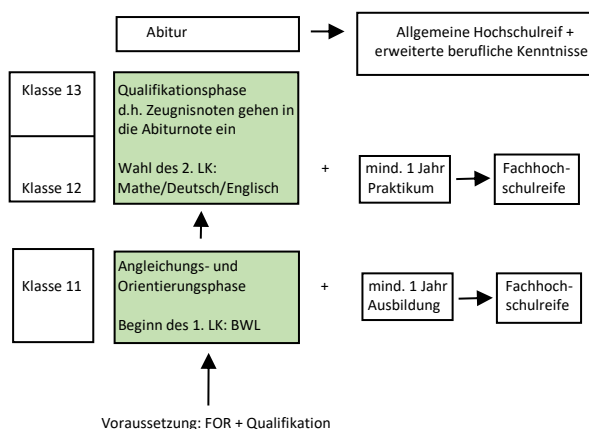 Abitur
Allgemeine Hochschulreif +
erweiterte berufliche Kenntnisse
Klasse 13
Qualifikationsphase
d.h. Zeugnisnoten gehen in
die Abiturnote ein
Klasse 12
Wahl des 2. LK:
Mathe/Deutsch/Englisch
+
mind. 1 Jahr
Praktikum
Fachhoch-
schulreife
Klasse 11
Angleichungs- und
Orientierungsphase
Beginn des 1. LK: BWL
+
mind. 1 Jahr
Ausbildung
Fachhoch-
schulreife
Voraussetzung: FOR + Qualifikation